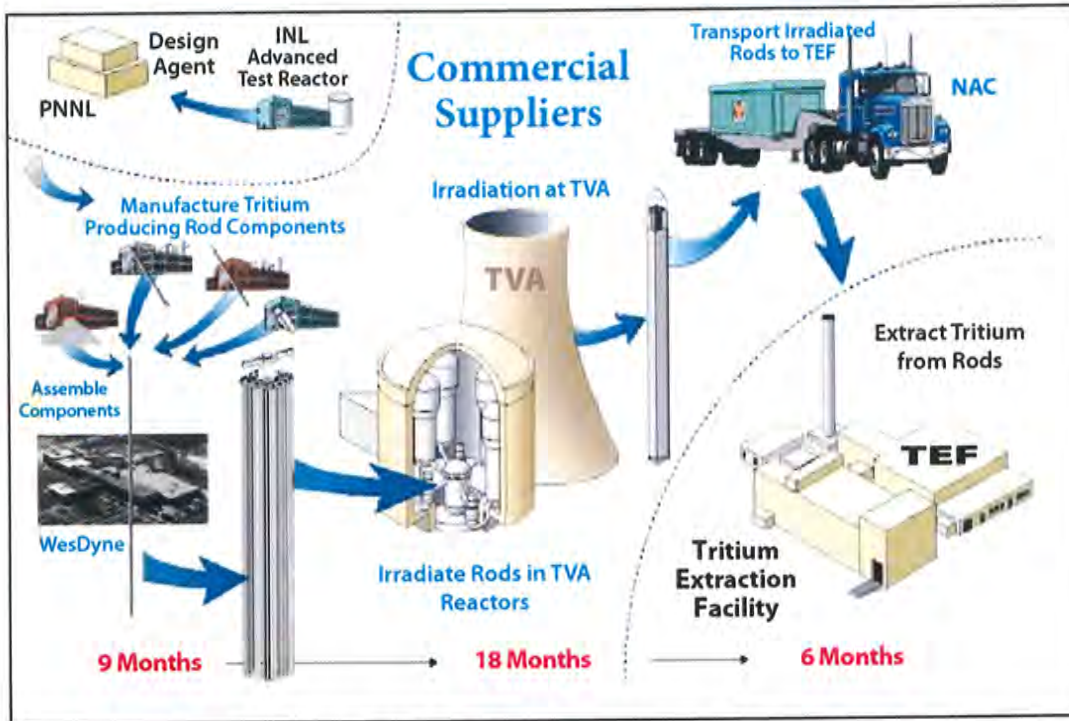 PNNL
Design
Agent
INL
Advanced
Test Reactor
Commercial
Suppliers
Transport Irradiated
Rods to TEF
NAC
Manufacture Tritium
Producing Rod Components
Irradiation at TVA
TVA
Assemble
Components
WesDyne
Irradiate Rods in TVA
Reactors
Extract Tritium
from Rods
TEF
Tritium
Extraction
Facility
9 Months
18 Months
6 Months